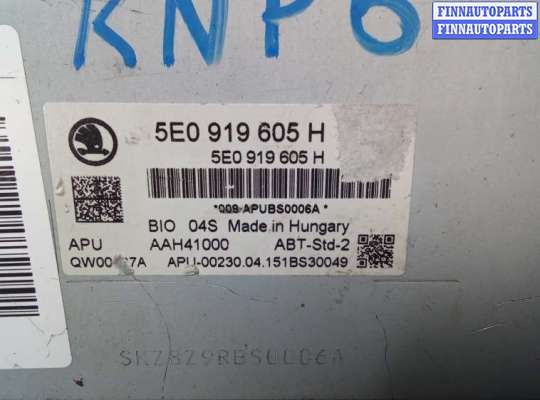 KNP6
FINNAUTOPARTS
FINNAUTOPARTS
5E0 919 605 H
5E0 919 605 H
*009-APUBS0006A*
BIO 04S Made in Hungary
APU AAH41000 ABT-Std-2
APU-00230.04.151BS30049